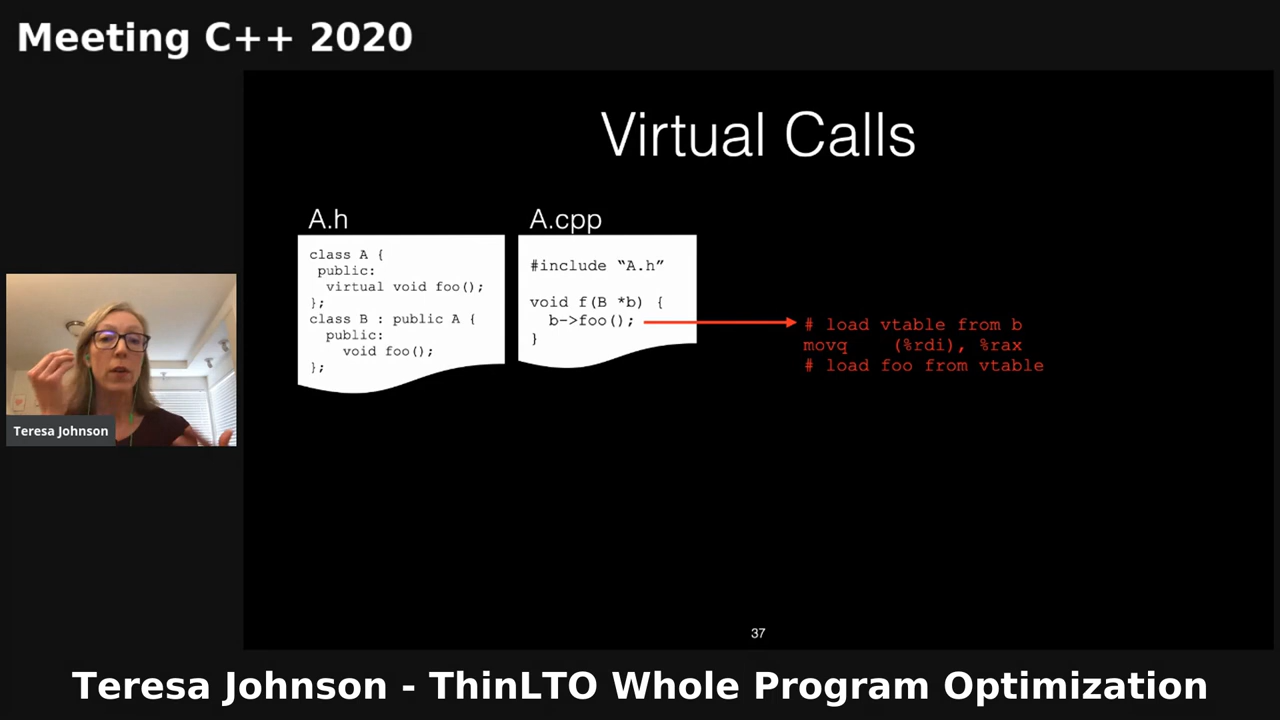 Meeting C++ 2020
Virtual Calls
A.h
class A {
public:
virtual void foo();
};
class B : public A {
public:
void foo();
};
A.cpp
#include “A.h”
void f(B *b) {
b->foo();
}
# load vtable from b
movq (%rdi), %rax
# load foo from vtable
Teresa Johnson
37
Teresa Johnson - ThinLTO Whole Program Optimization